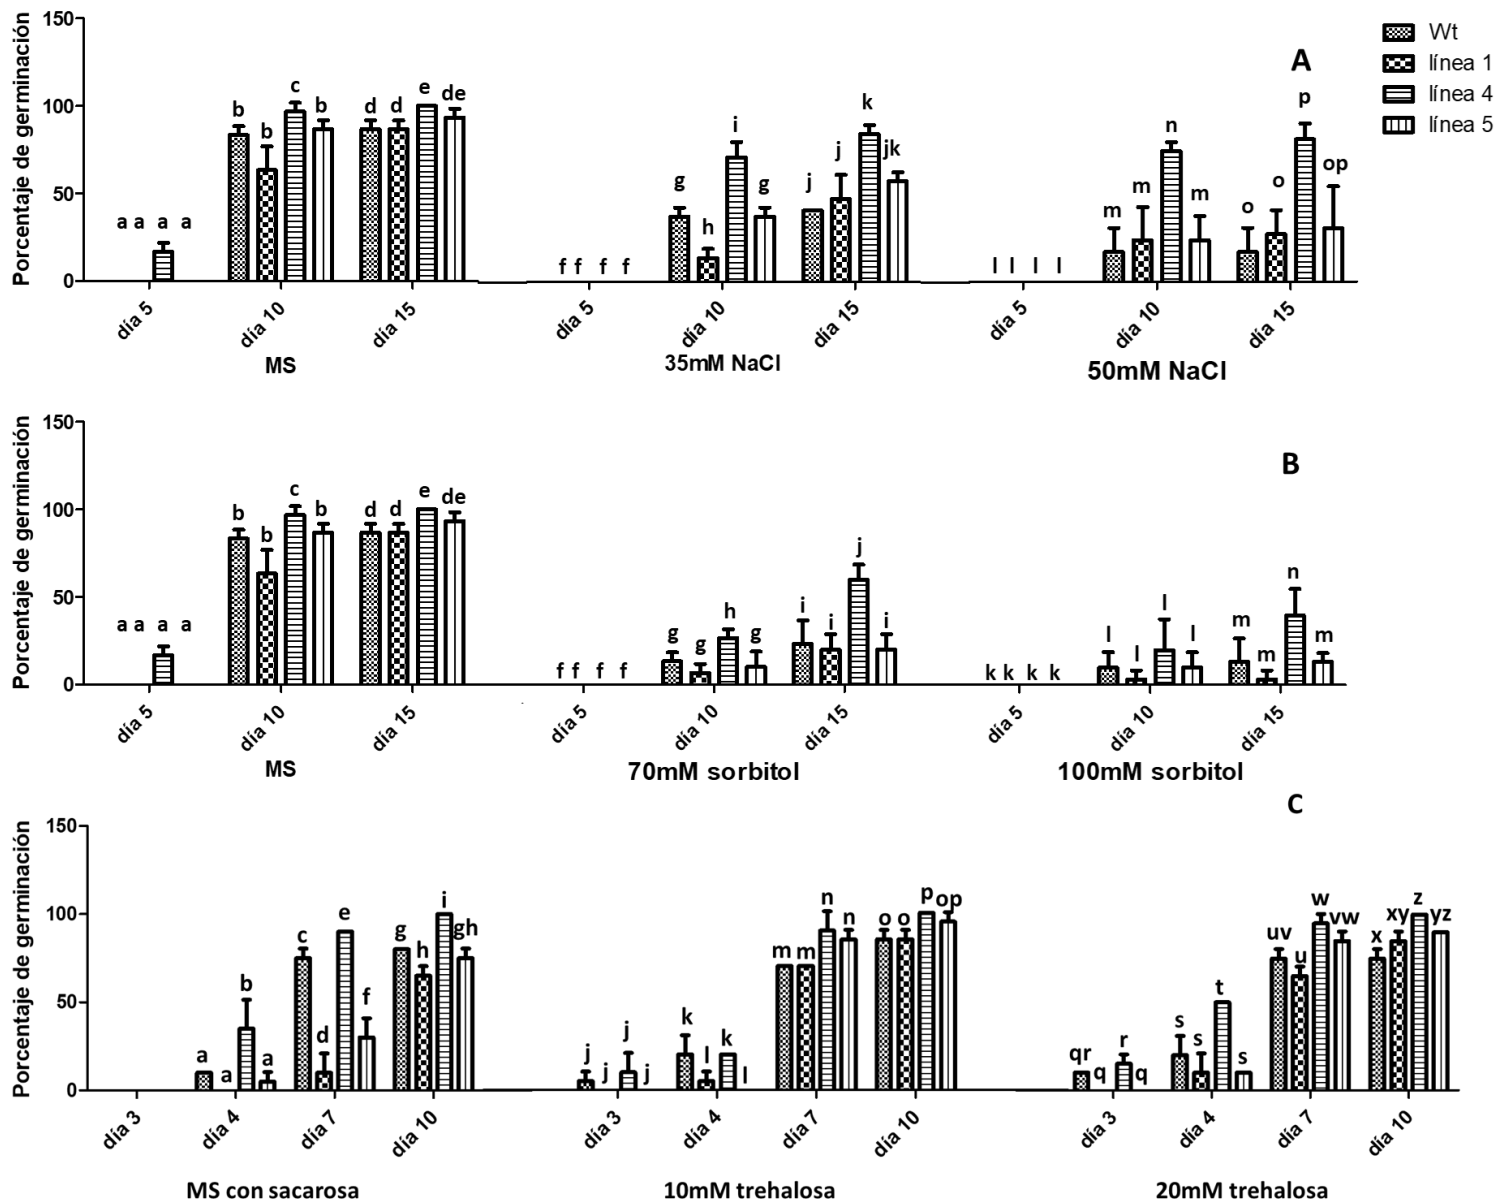 Porcentaje de germinación
150
100
50
0
A
Wt
línea 1
línea 4
línea 5
a a a a
b b c b
d d e de
f f f f
g h i g
j j k jk
l l l l
m m n m
o o p op
día 5
día 10
día 15
día 5
día 10
día 15
día 5
día 10
día 15
MS
35mM NaCl
50mM NaCl
Porcentaje de germinación
150
100
50
0
B
a a a a
b b c b
d d e de
f f f f
g g h g
i i j i
k k k k
l l l l
m m n m
día 5
día 10
día 15
día 5
día 10
día 15
día 5
día 10
día 15
MS
70mM sorbitol
100mM sorbitol
Porcentaje de germinación
150
100
50
0
C
a a b a
c d e f
g h i gh
j j j j
k l k l
m m n n
o o p op
qr q r q
s s t s
uv u w vw
x xy z yz
día 3
día 4
día 7
día 10
día 3
día 4
día 7
día 10
día 3
día 4
día 7
día 10
MS con sacarosa
10mM trehalosa
20mM trehalosa